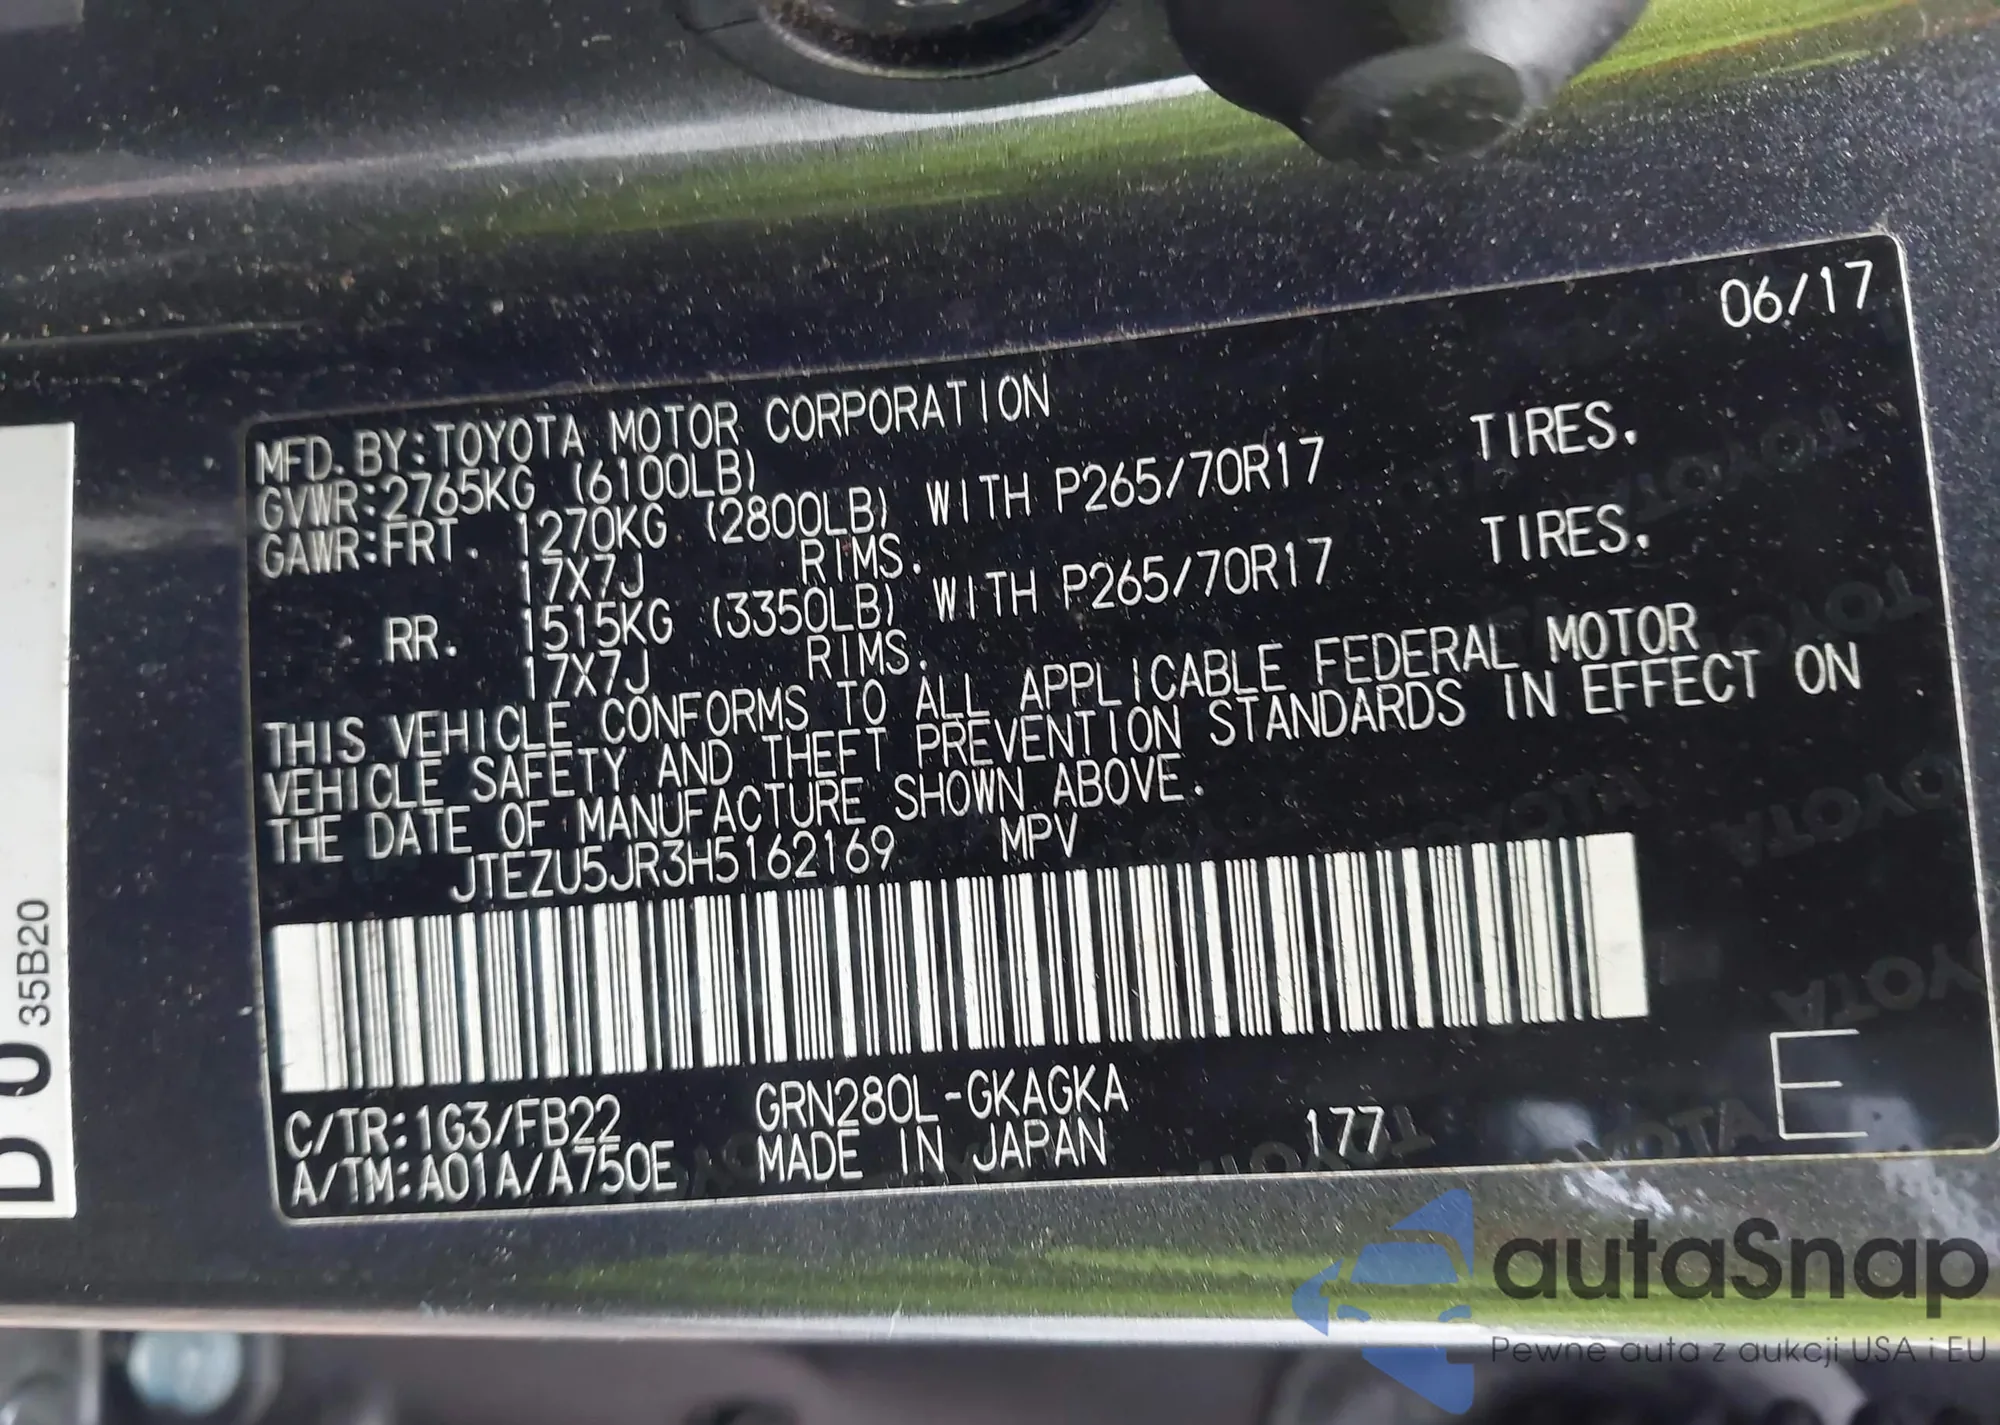 06/17
MFD. BY: TOYOTA MOTOR CORPORATION
GVWR: 2765KG (6100LB)
GAWR: FRT. 1270KG (2800LB) WITH P265/70R17 TIRES.
17X7J RIMS.
RR. 1515KG (3350LB) WITH P265/70R17 TIRES.
17X7J RIMS.
THIS VEHICLE CONFORMS TO ALL APPLICABLE FEDERAL MOTOR
VEHICLE SAFETY AND THEFT PREVENTION STANDARDS IN EFFECT ON
THE DATE OF MANUFACTURE SHOWN ABOVE.
JTEZU5JR3H5162169 MPV
C/TR: 1G3/FB22 GRN280L-GKAGKA
A/TM: A01A/A750E MADE IN JAPAN 177 E
35B20
autoSnap
Pewne auta z aukcji USA i EU